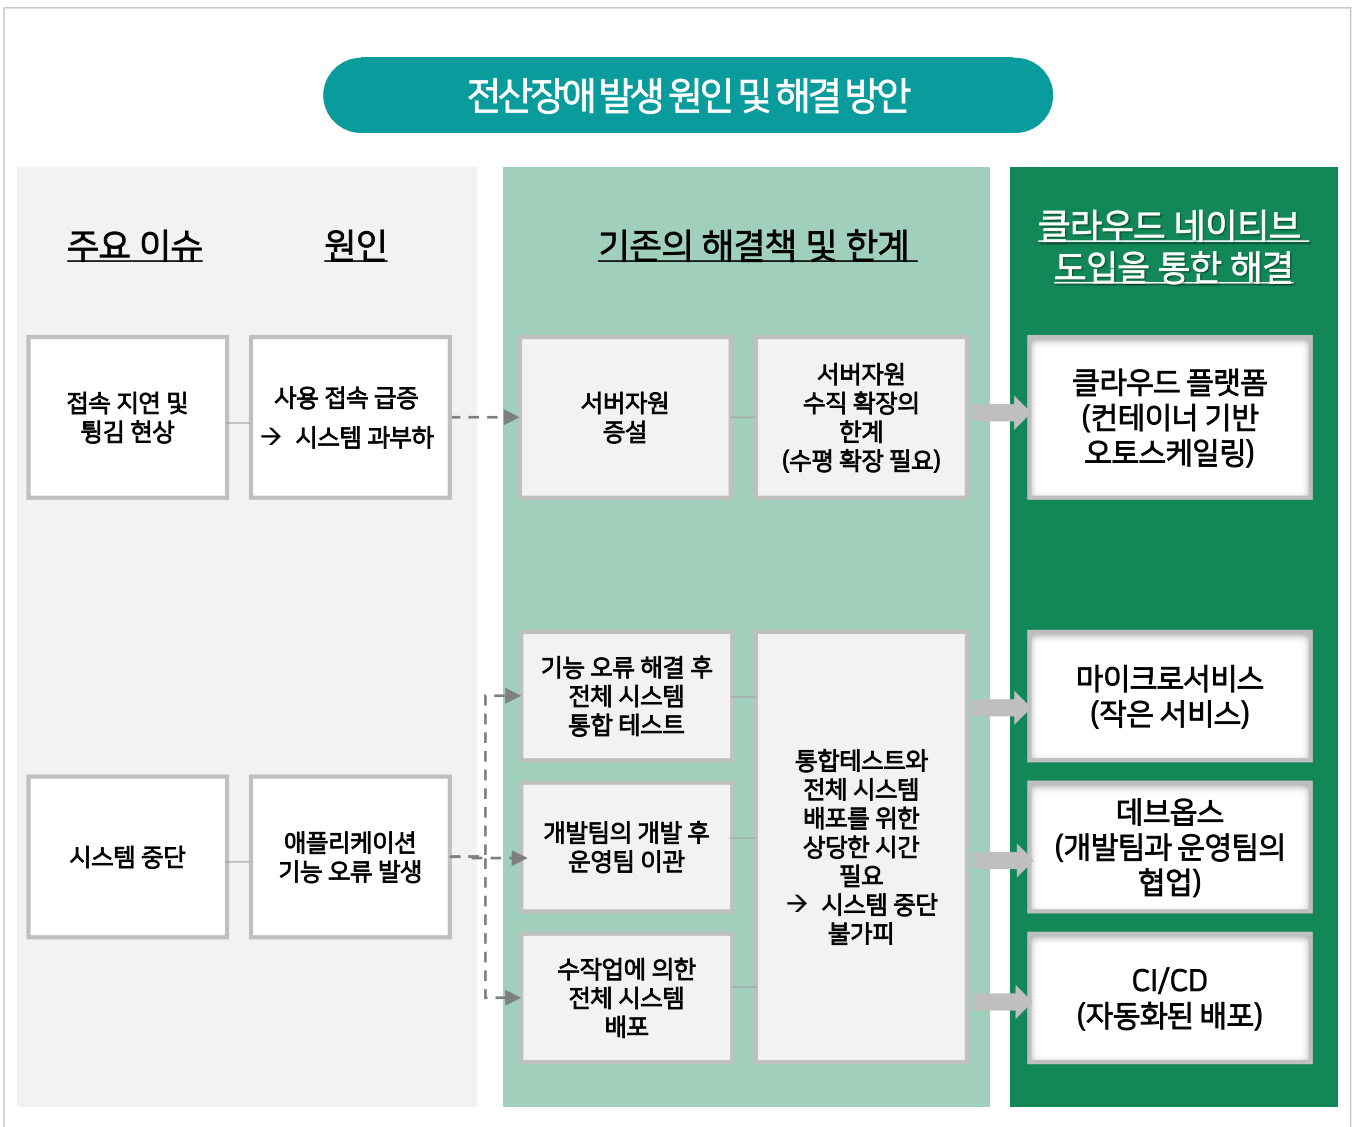 전산장애 발생 원인 및 해결 방안
주요 이슈
원인
기존의 해결책 및 한계
클라우드 네이티브
도입을 통한 해결
접속 지연 및
튕김 현상
사용 접속 급증
→ 시스템 과부하
서버자원
증설
서버자원
수직 확장의
한계
(수평 확장 필요)
클라우드 플랫폼
(컨테이너 기반
오토스케일링)
시스템 중단
애플리케이션
기능 오류 발생
기능 오류 해결 후
전체 시스템
통합 테스트
개발팀의 개발 후
운영팀 이관
수작업에 의한
전체 시스템
배포
통합테스트와
전체 시스템
배포를 위한
상당한 시간
필요
→ 시스템 중단
불가피
마이크로서비스
(작은 서비스)
데브옵스
(개발팀과 운영팀의
협업)
CI/CD
(자동화된 배포)